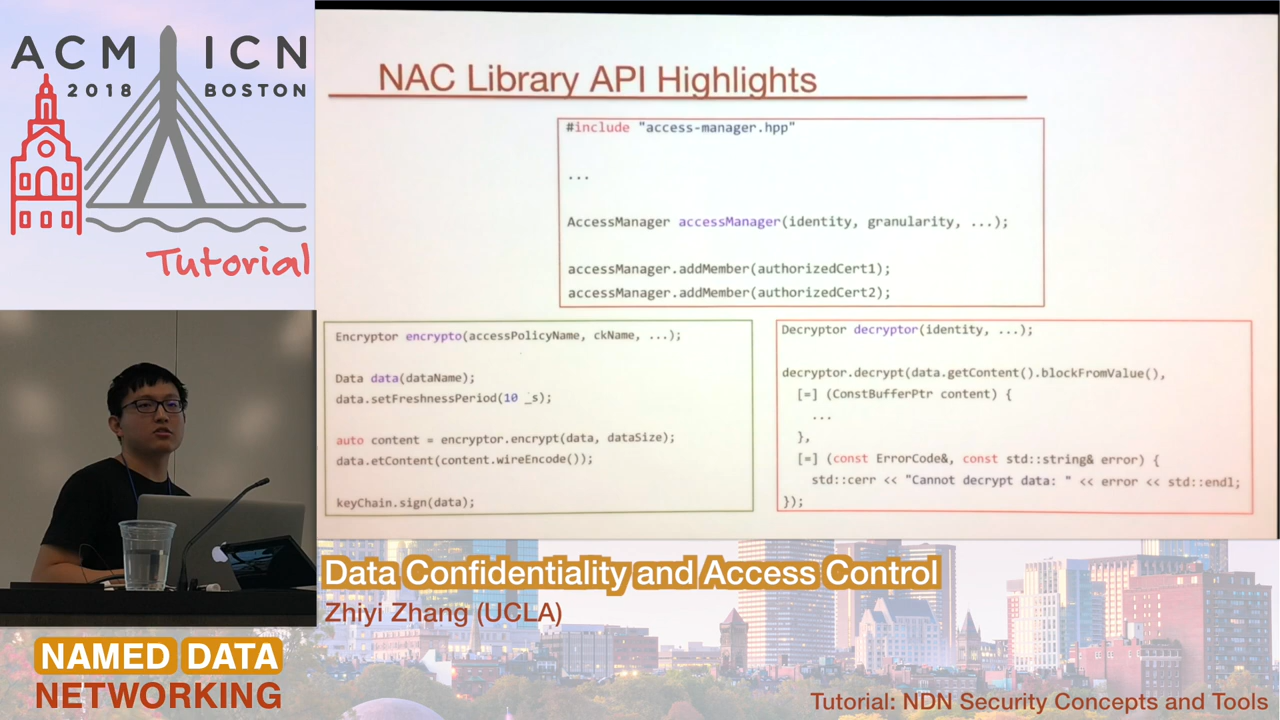 ACM ICN
2018 BOSTON
Tutorial
NAC Library API Highlights
#include "access-manager.hpp"
...
AccessManager accessManager(identity, granularity, ...);
accessManager.addMember(authorizedCert1);
accessManager.addMember(authorizedCert2);
Encryptor encrypto(accessPolicyName, ckName, ...);
Data data(dataName);
data.setFreshnessPeriod(10 _s);
auto content = encryptor.encrypt(data, dataSize);
data.etContent(content.wireEncode());
keyChain.sign(data);
Decryptor decryptor(identity, ...);
decryptor.decrypt(data.getContent().blockFromValue(),
[=] (ConstBufferPtr content) {
...
},
[=] (const ErrorCode&, const std::string& error) {
std::cerr << "Cannot decrypt data: " << error << std::endl;
});
Data Confidentiality and Access Control
Zhiyi Zhang (UCLA)
NAMED DATA
NETWORKING
Tutorial: NDN Security Concepts and Tools